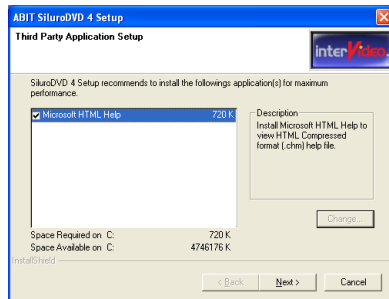 ABIT SiluroDVD 4 Setup
Third Party Application Setup
interVideo.
SiluroDVD 4 Setup recommends to install the followings application(s) for maximum
performance.
Microsoft HTML Help 720 K
Description
Install Microsoft HTML Help to
view HTML Compressed
format (.chm) help file.
Change...
Space Required on C: 720 K
Space Available on C: 4746176 K
InstallShield
< Back Next > Cancel